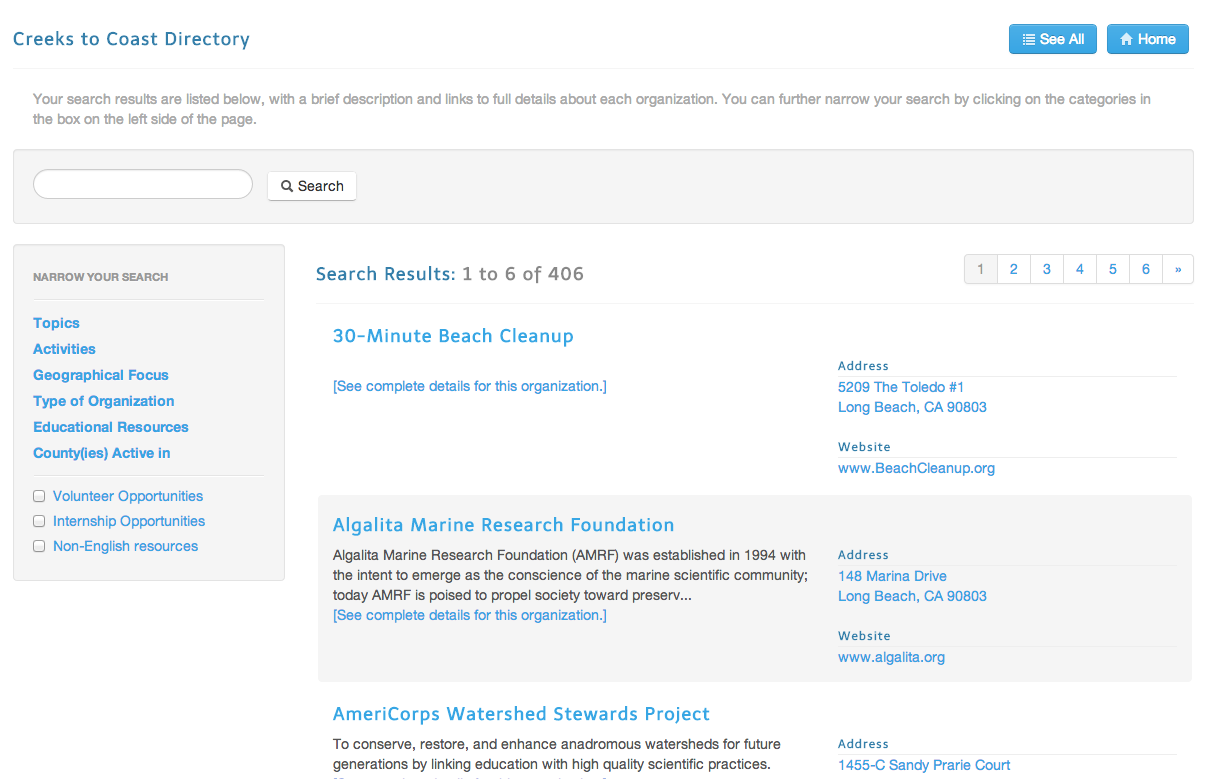 Creeks to Coast Directory
See All
Home
Your search results are listed below, with a brief description and links to full details about each organization. You can further narrow your search by clicking on the categories in
the box on the left side of the page.
Search
NARROW YOUR SEARCH
Topics
Activities
Geographical Focus
Type of Organization
Educational Resources
County(ies) Active in
Volunteer Opportunities
Internship Opportunities
Non-English resources
Search Results: 1 to 6 of 406
1 2 3 4 5 6 »
30-Minute Beach Cleanup
[See complete details for this organization.]
Address
5209 The Toledo #1
Long Beach, CA 90803
Website
www.BeachCleanup.org
Algalita Marine Research Foundation
Algalita Marine Research Foundation (AMRF) was established in 1994 with
the intent to emerge as the conscience of the marine scientific community;
today AMRF is poised to propel society toward preserv...
[See complete details for this organization.]
Address
148 Marina Drive
Long Beach, CA 90803
Website
www.algalita.org
AmeriCorps Watershed Stewards Project
To conserve, restore, and enhance anadromous watersheds for future
generations by linking education with high quality scientific practices.
Address
1455-C Sandy Prarie Court